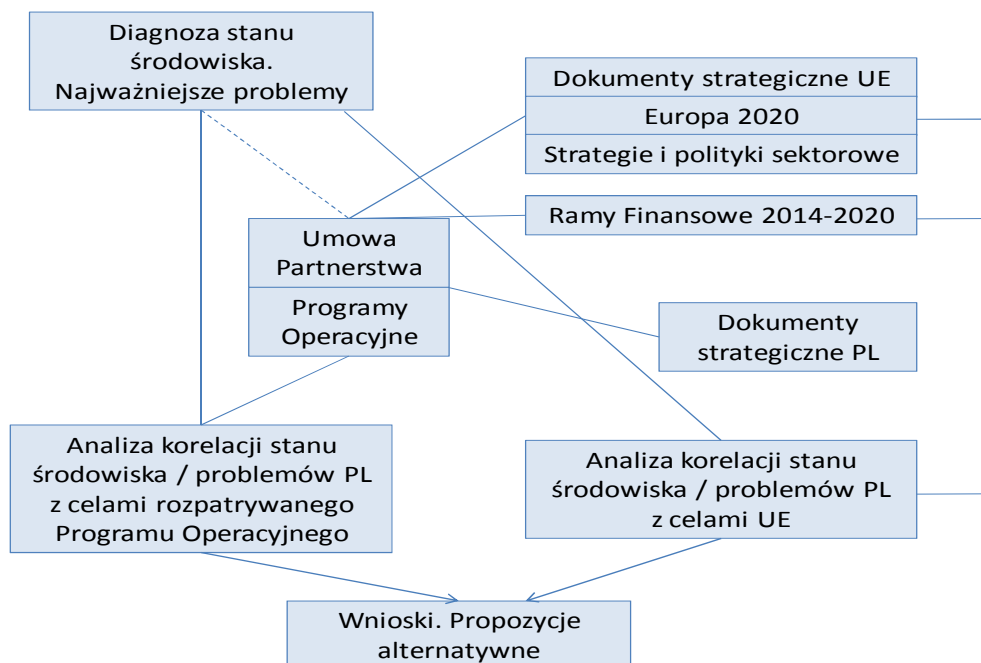 Diagnoza stanu
środowiska.
Najważniejsze problemy
Dokumenty strategiczne UE
Europa 2020
Strategie i polityki sektorowe
Ramy Finansowe 2014-2020
Umowa
Partnerstwa
Programy
Operacyjne
Dokumenty
strategiczne PL
Analiza korelacji stanu
środowiska / problemów PL
z celami rozpatrywanego
Programu Operacyjnego
Analiza korelacji stanu
środowiska / problemów PL
z celami UE
Wnioski. Propozycje
alternatywne